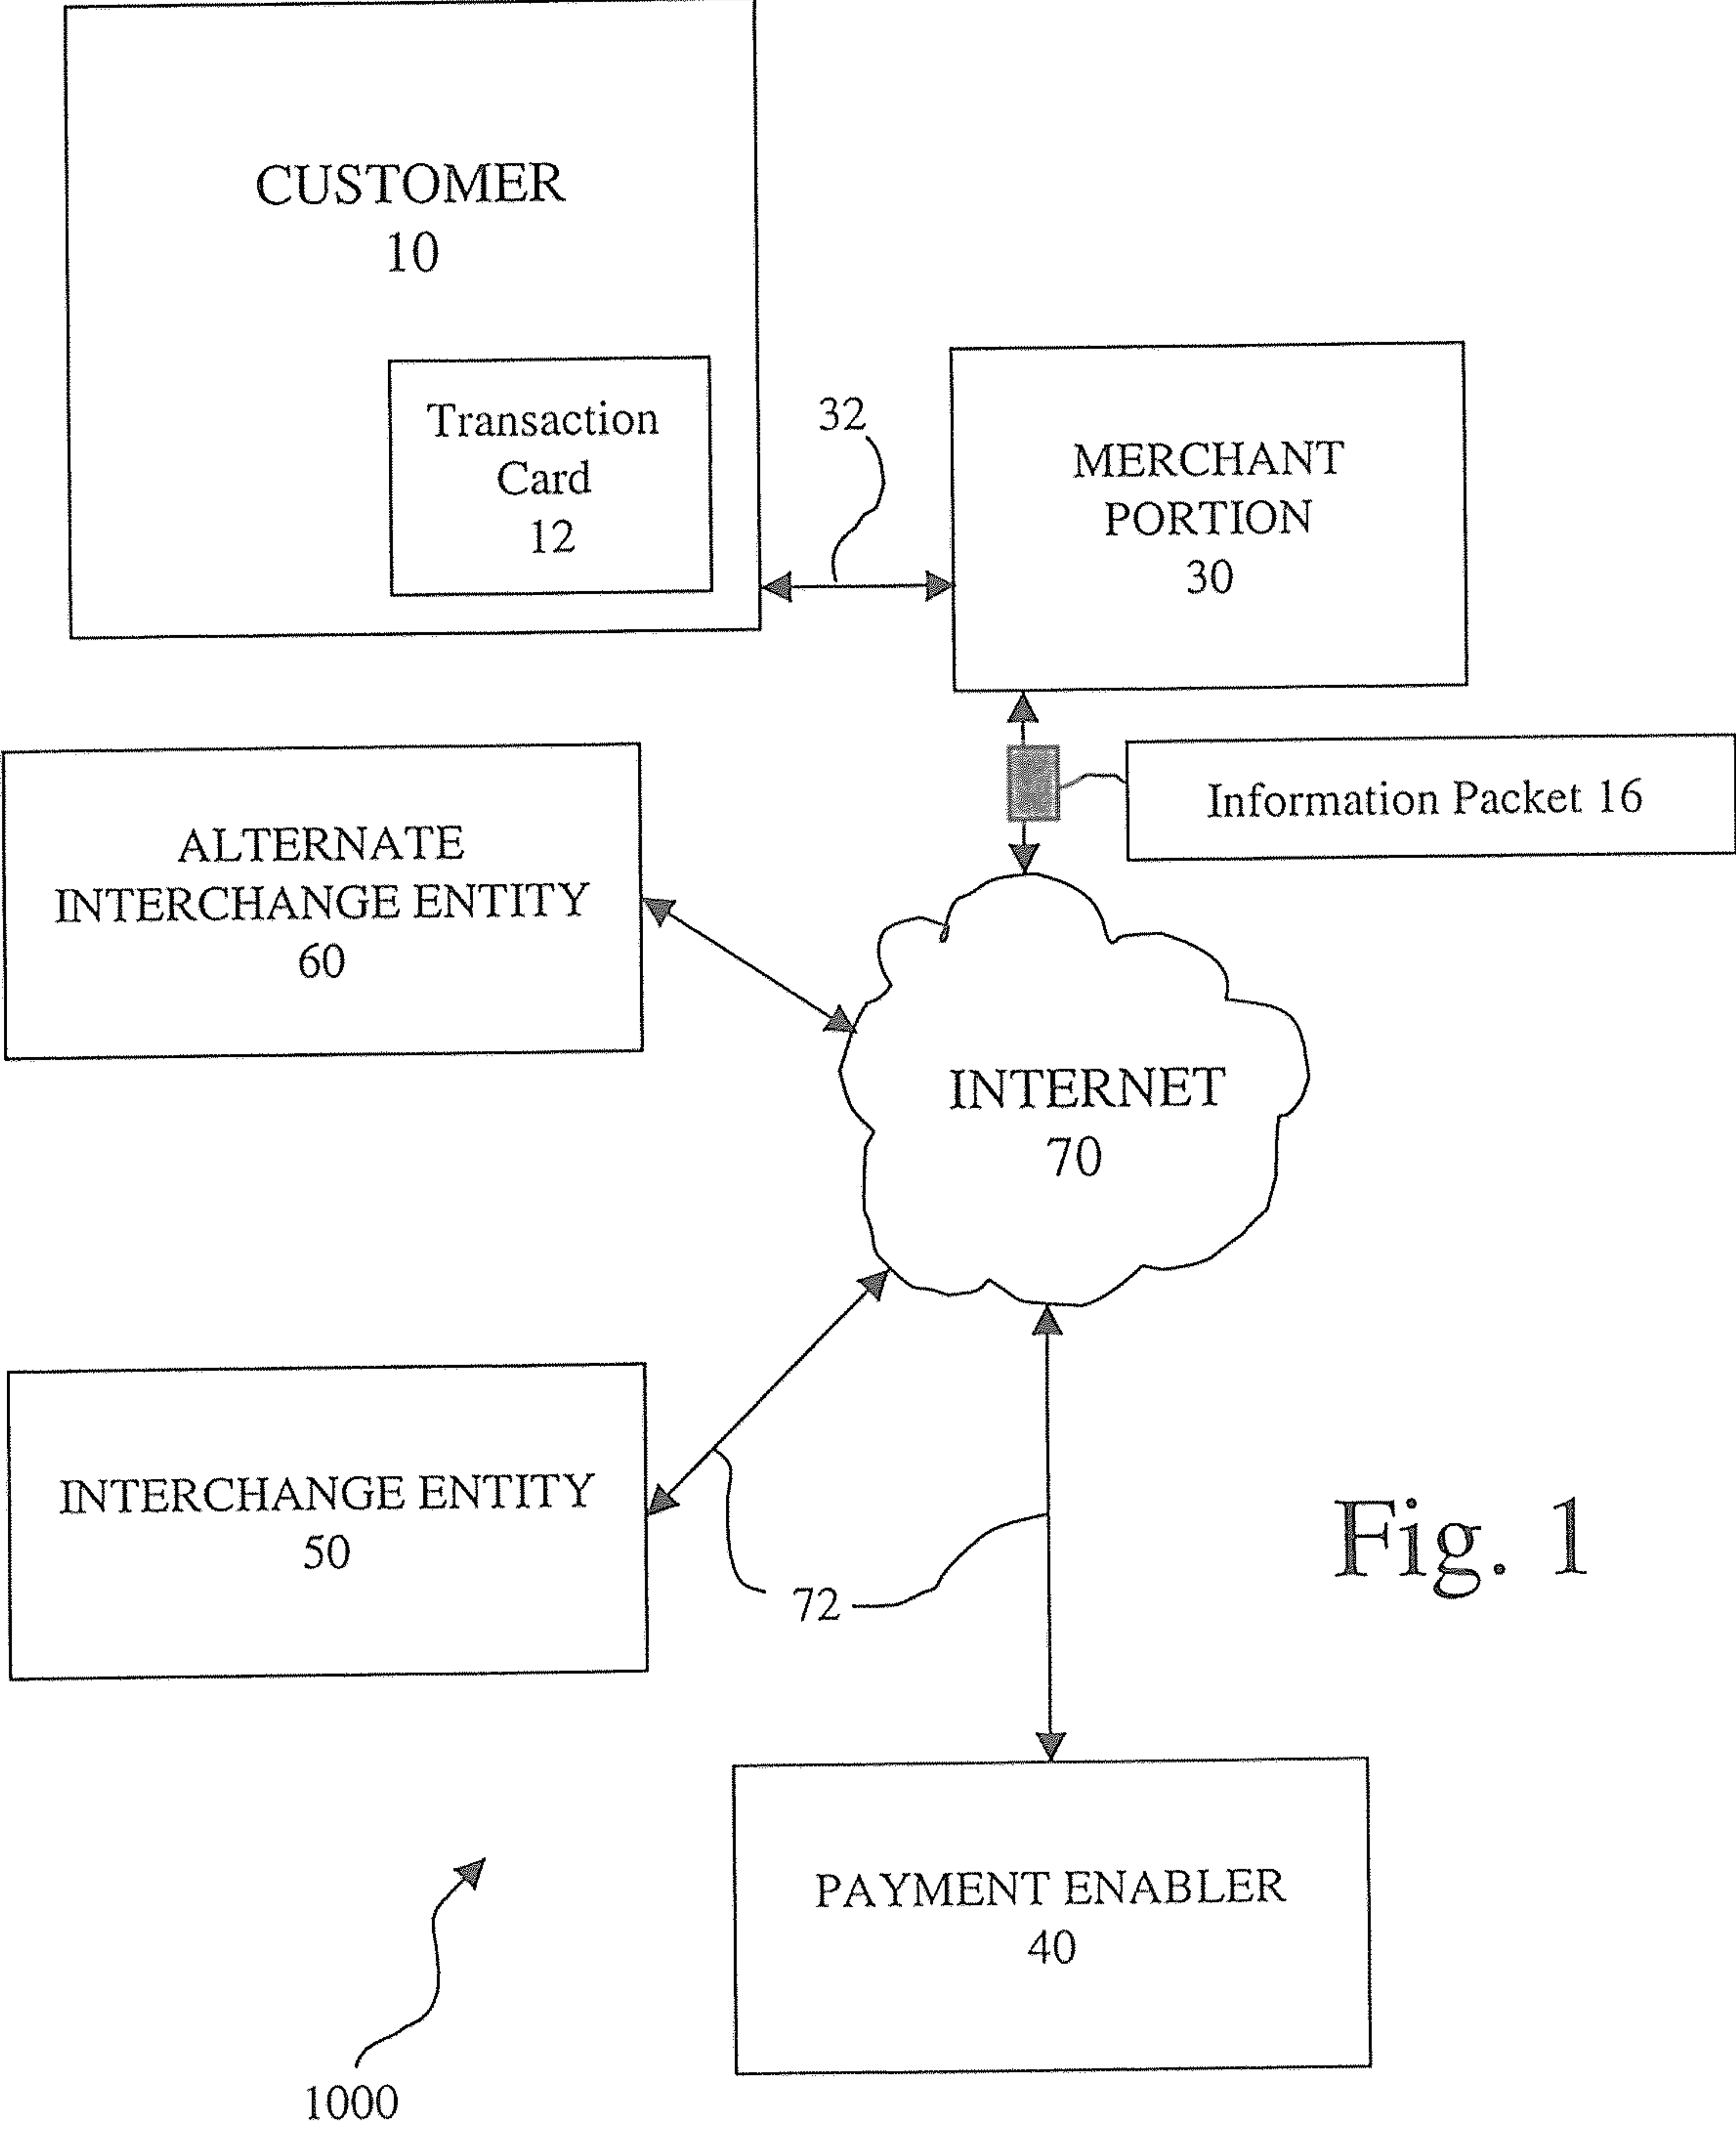 CUSTOMER
10
Transaction
Card
12
32
MERCHANT
PORTION
30
Information Packet 16
ALTERNATE
INTERCHANGE ENTITY
60
INTERNET
70
INTERCHANGE ENTITY
50
72
Fig. 1
PAYMENT ENABLER
40
1000